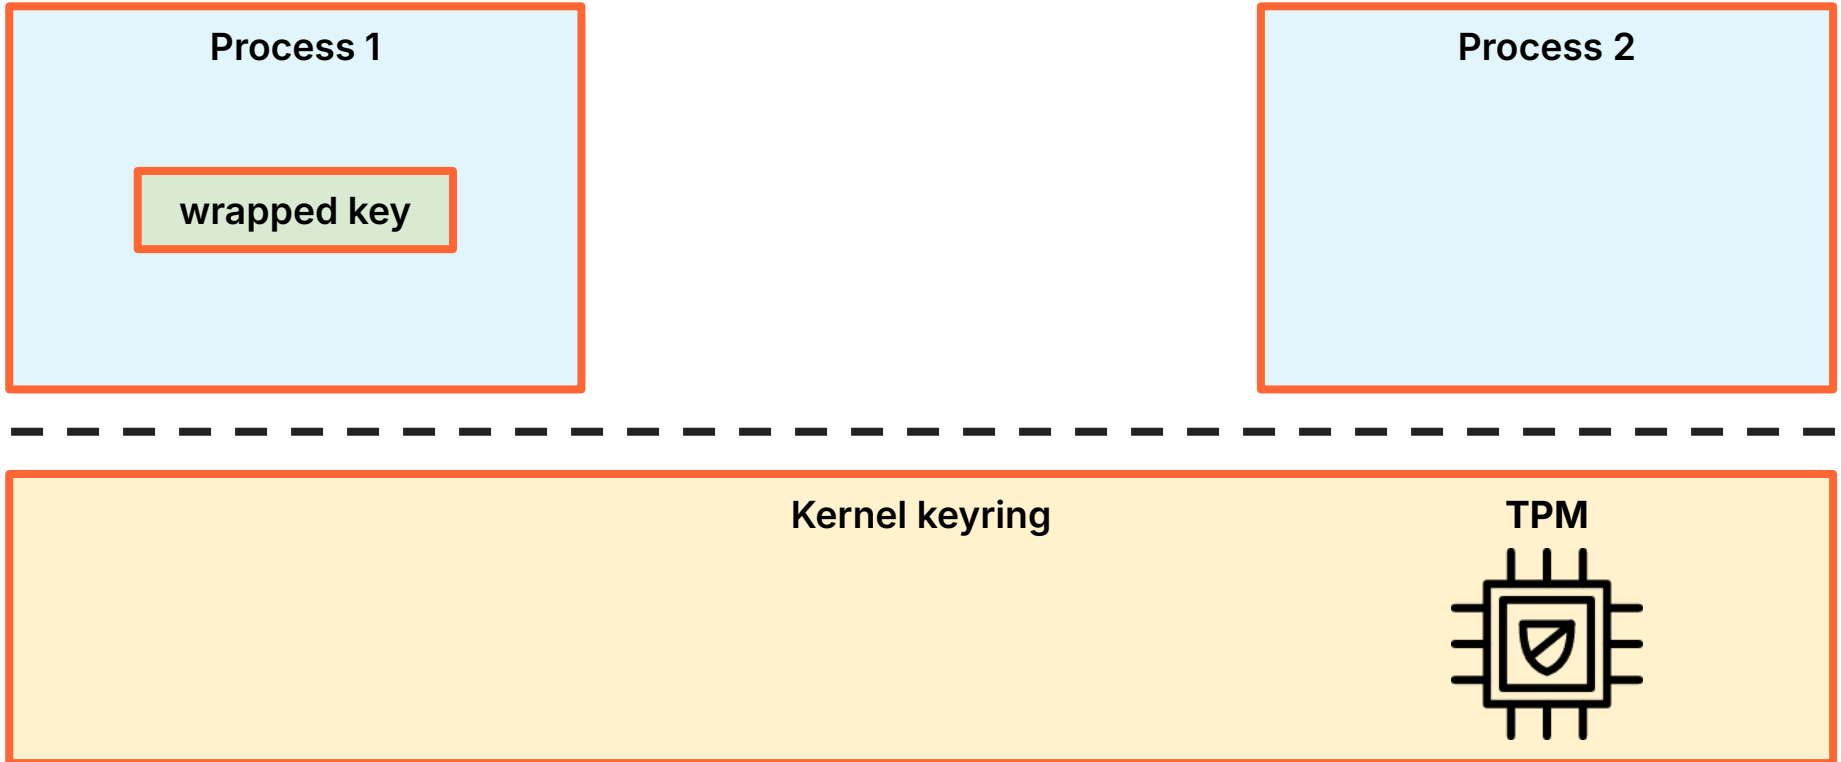 Process 1
Process 2
wrapped key
Kernel keyring
TPM